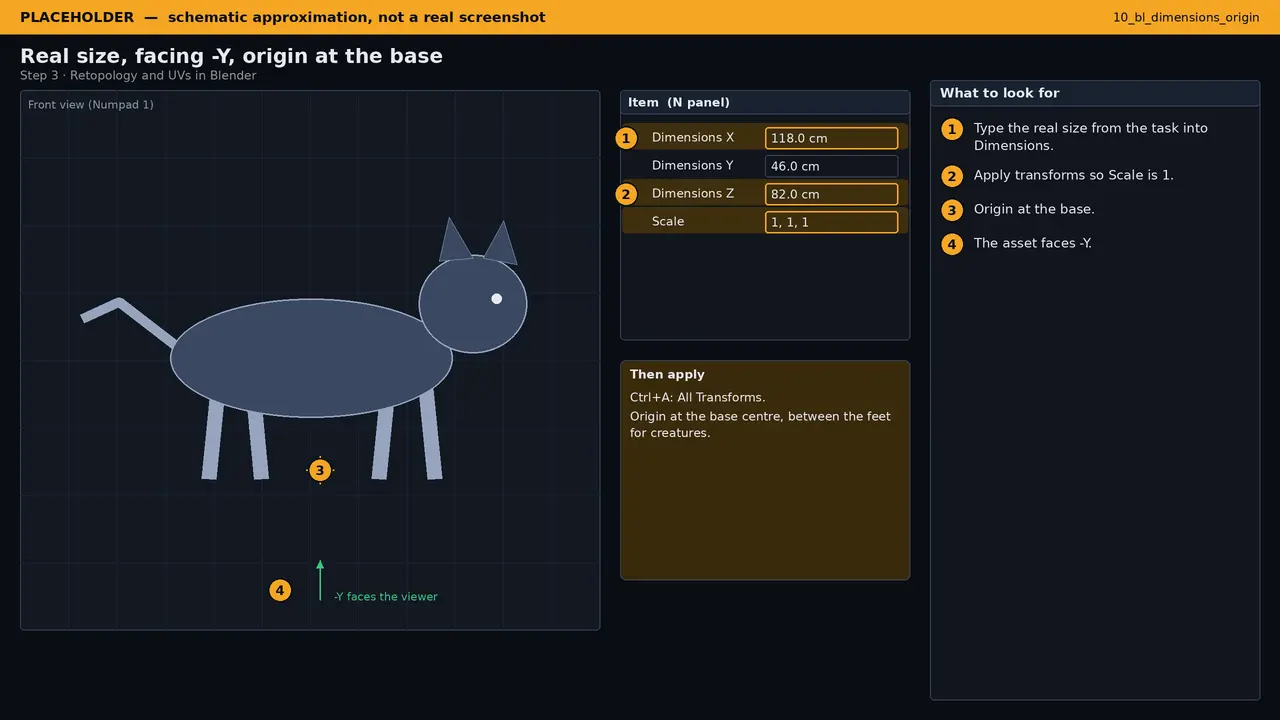 PLACEHOLDER — schematic approximation, not a real screenshot
10_bl_dimensions_origin
Real size, facing -Y, origin at the base
Step 3 · Retopology and UVs in Blender
Front view (Numpad 1)
3
4
-Y faces the viewer
Item (N panel)
1
Dimensions X
118.0 cm
Dimensions Y
46.0 cm
2
Dimensions Z
82.0 cm
Scale
1, 1, 1
Then apply
Ctrl+A: All Transforms.
Origin at the base centre, between the feet
for creatures.
What to look for
1
Type the real size from the task into
Dimensions.
2
Apply transforms so Scale is 1.
3
Origin at the base.
4
The asset faces -Y.